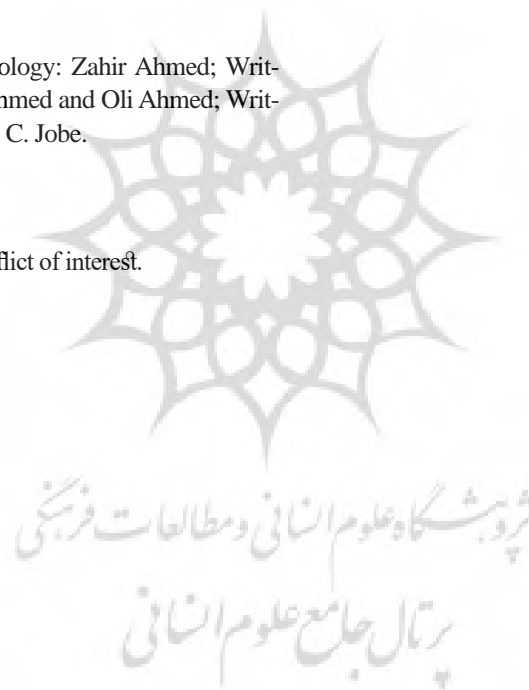 ology: Zahir Ahmed; Writ-
hmed and Oli Ahmed; Writ-
C. Jobe.
flict of interest.
پژوهشگاه علوم انسانی و مطالعات فرهنگی
پرتال جامع علوم انسانی